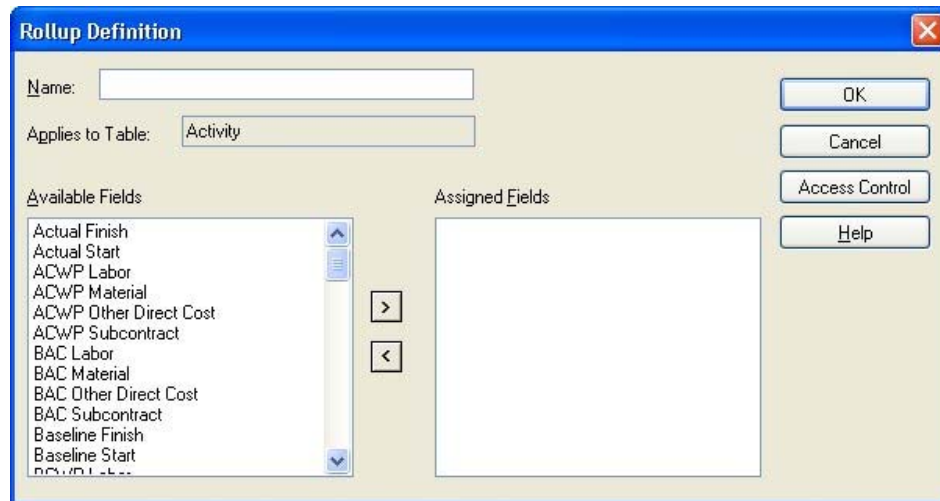 Rollup Definition
Name:
OK
Applies to Table: Activity
Cancel
Access Control
Available Fields
Assigned Fields
Help
Actual Finish
Actual Start
ACWP Labor
ACWP Material
ACWP Other Direct Cost
ACWP Subcontract
>
BAC Labor
<
BAC Material
BAC Other Direct Cost
BAC Subcontract
Baseline Finish
Baseline Start